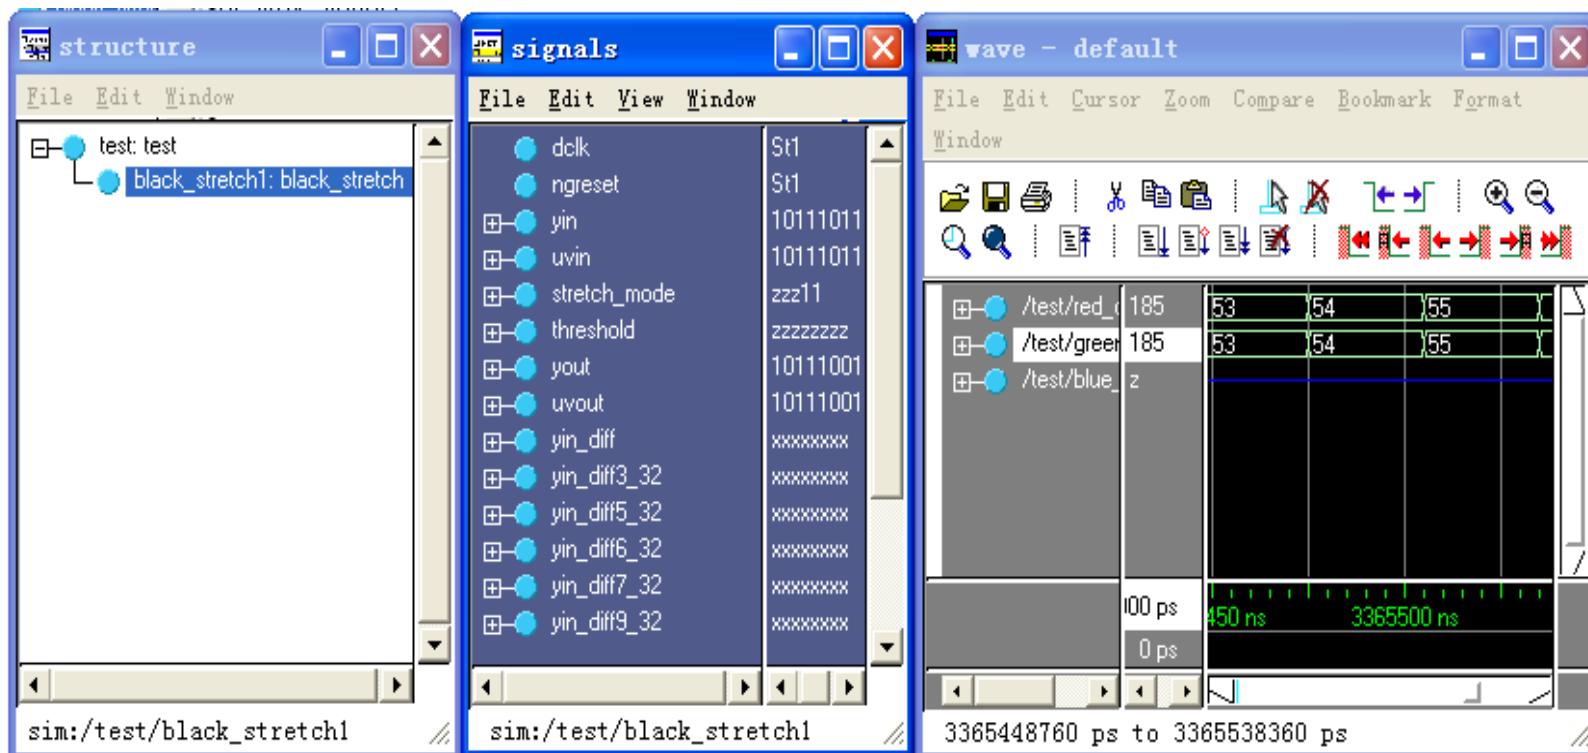 structure
File Edit Window
test: test
black_stretch1: black_stretch
sim:/test/black_stretch1
signals
File Edit View Window
dclk St1
ngreset St1
yin 10111011
uvin 10111011
stretch_mode zzz11
threshold zzzzzzzz
yout 10111001
uvout 10111001
yin_diff xxxxxxxx
yin_diff3_32 xxxxxxxx
yin_diff5_32 xxxxxxxx
yin_diff6_32 xxxxxxxx
yin_diff7_32 xxxxxxxx
yin_diff9_32 xxxxxxxx
sim:/test/black_stretch1
wave - default
File Edit Cursor Zoom Compare Bookmark Format
Window
/test/red_ 185 53 54 55
/test/green 185 53 54 55
/test/blue_ z
00 ps 450 ns 3365500 ns
0 ps
3365448760 ps to 3365538360 ps